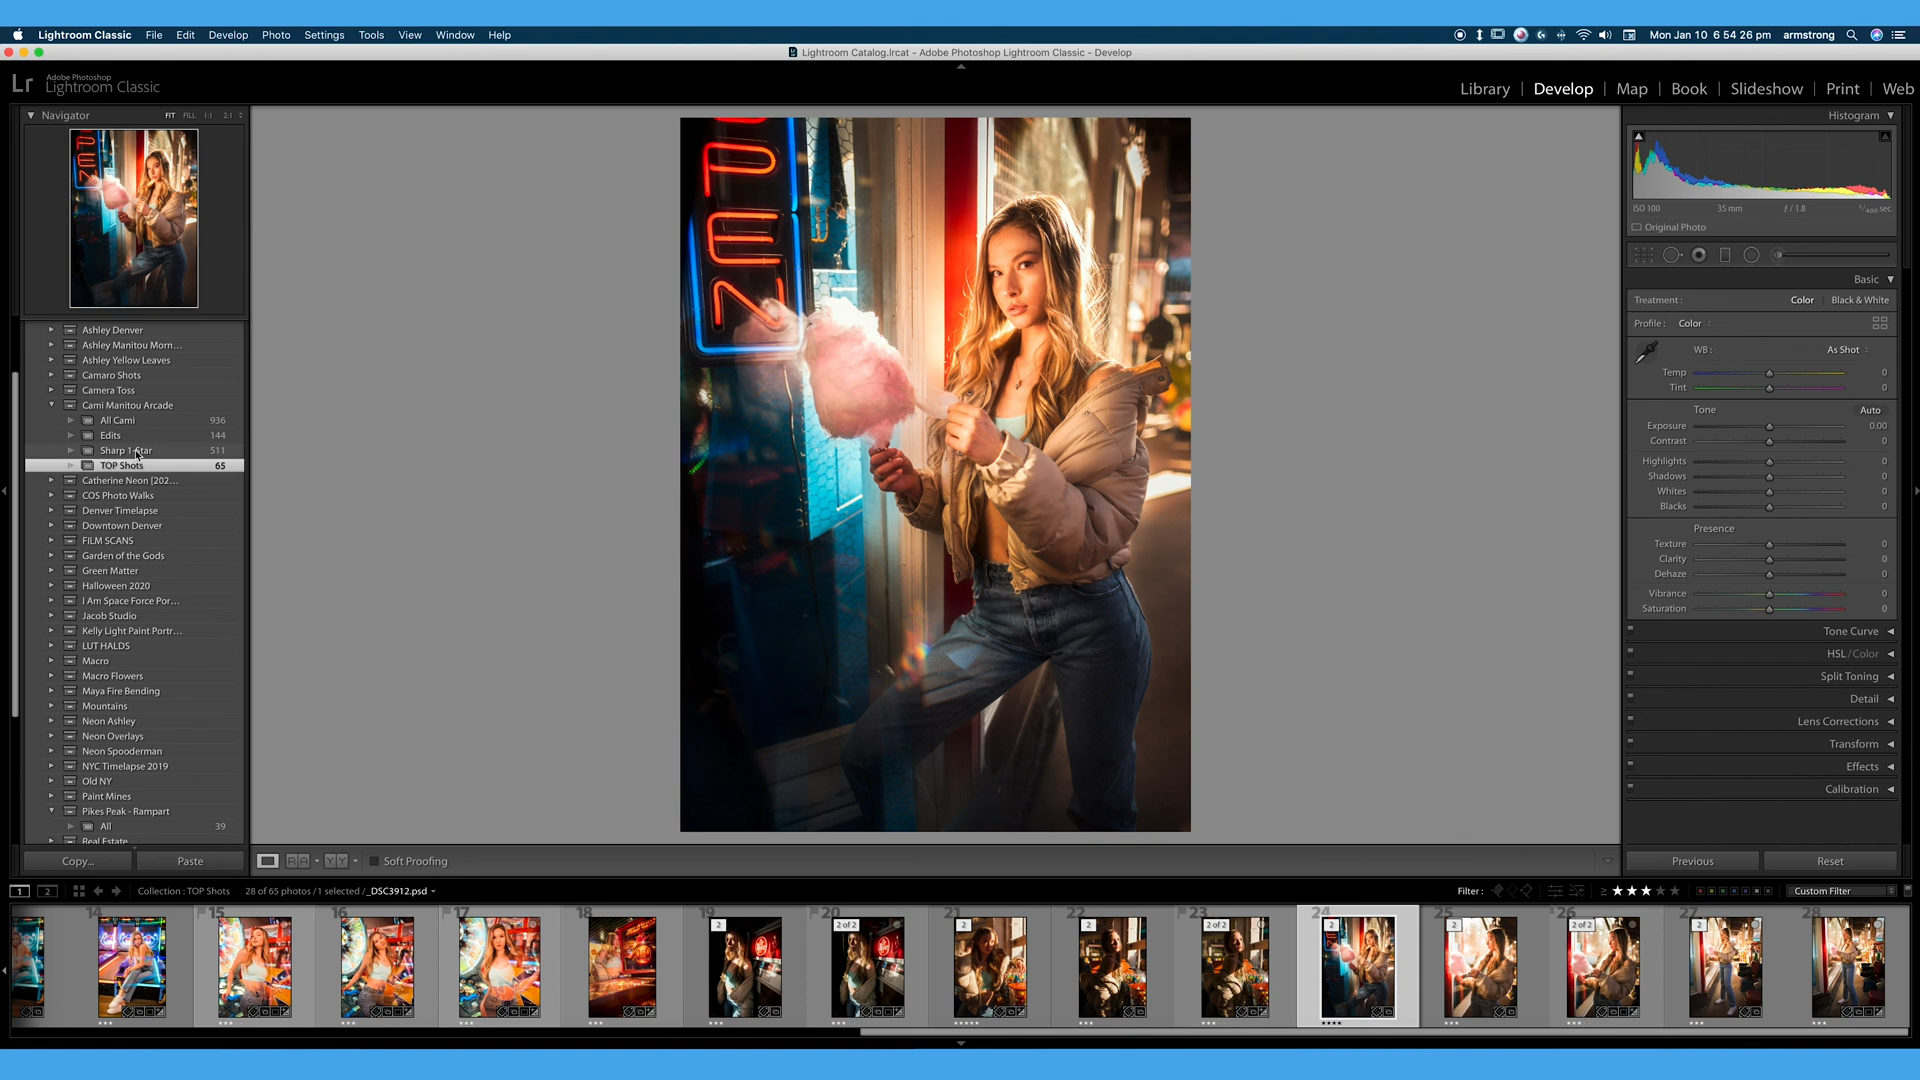 Lightroom Classic File Edit Develop Photo Settings Tools View Window Help
Mon Jan 10 6 54 26 pm armstrong
Lightroom Catalog.lrcat - Adobe Photoshop Lightroom Classic - Develop
Lr Adobe Photoshop
Lightroom Classic
Library | Develop | Map | Book | Slideshow | Print | Web
Navigator FIT FILL 1:1 2:1
Ashley Denver
Ashley Manitou Morn...
Ashley Yellow Leaves
Camaro Shots
Camera Toss
Cami Manitou Arcade
All Cami 936
Edits 144
Sharp 1 Star 511
TOP Shots 65
Catherine Neon [202...
COS Photo Walks
Denver Timelapse
Downtown Denver
FILM SCANS
Garden of the Gods
Green Matter
Halloween 2020
I Am Space Force Por...
Jacob Studio
Kelly Light Paint Portr...
LUT HALDS
Macro
Macro Flowers
Maya Fire Bending
Mountains
Neon Ashley
Neon Overlays
Neon Spooderman
NYC Timelapse 2019
Old NY
Paint Mines
Pikes Peak - Rampart
All 39
Real Estate
Copy... Paste
PEN
Soft Proofing
Histogram
ISO 100 35 mm ƒ / 1.8 1/400 sec
Original Photo
Basic
Treatment : Color | Black & White
Profile : Color
WB : As Shot
Temp 0
Tint 0
Tone Auto
Exposure 0.00
Contrast 0
Highlights 0
Shadows 0
Whites 0
Blacks 0
Presence
Texture 0
Clarity 0
Dehaze 0
Vibrance 0
Saturation 0
Tone Curve
HSL / Color
Split Toning
Detail
Lens Corrections
Transform
Effects
Calibration
Previous Reset
1 2 Collection : TOP Shots 28 of 65 photos / 1 selected / _DSC3912.psd Filter : ≥ ★★★★★ Custom Filter
14 15 16 17 18 19 20 21 22 23 24 25 26 27 28
2 2 of 2 2 2 2 of 2 2 2 2 of 2 2